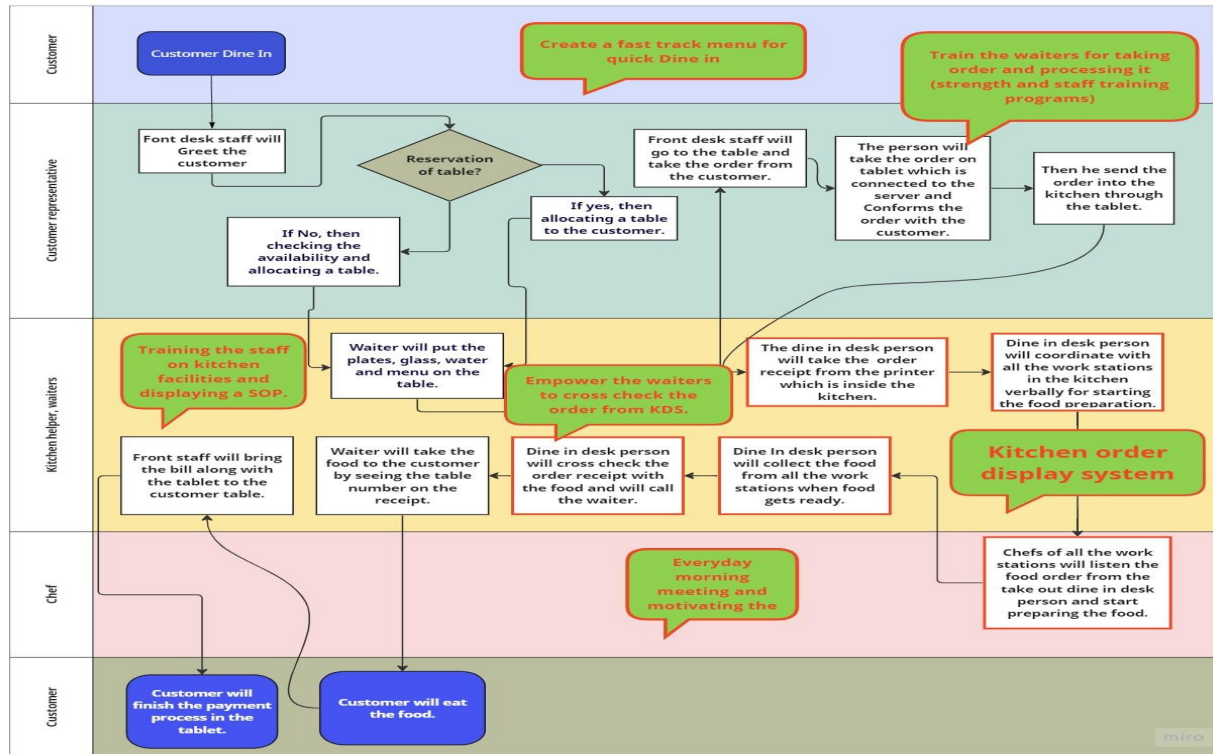 Customer
Customer Dine In
Create a fast track menu for
quick Dine in
Train the waiters for taking
order and processing it
(strength and staff training
programs)
Customer representative
Font desk staff will
Greet the
customer
Reservation
of table?
If No, then
checking the
availability and
allocating a table.
If yes, then
allocating a table
to the customer.
Front desk staff will
go to the table and
take the order from
the customer.
The person will
take the order on
tablet which is
connected to the
server and
Conforms the
order with the
customer.
Then he send the
order into the
kitchen through
the tablet.
Kitchen helper, waiters
Training the staff
on kitchen
facilities and
displaying a SOP.
Waiter will put the
plates, glass, water
and menu on the
table.
Empower the waiters
to cross check the
order from KDS.
The dine in desk person
will take the order
receipt from the printer
which is inside the
kitchen.
Dine in desk person
will coordinate with
all the work stations
in the kitchen
verbally for starting
the food preparation.
Front staff will bring
the bill along with
the tablet to the
customer table.
Waiter will take the
food to the customer
by seeing the table
number on the
receipt.
Dine in desk person
will cross check the
order receipt with the
food and will call the
waiter.
Dine In desk person
will collect the food
from all the work
stations when food
gets ready.
Kitchen order
display system
Chef
Everyday
morning
meeting and
motivating the
Chefs of all the work
stations will listen the
food order from the
take out dine in desk
person and start
preparing the food.
Customer
Customer will
finish the payment
process in the
tablet.
Customer will eat
the food.
miro